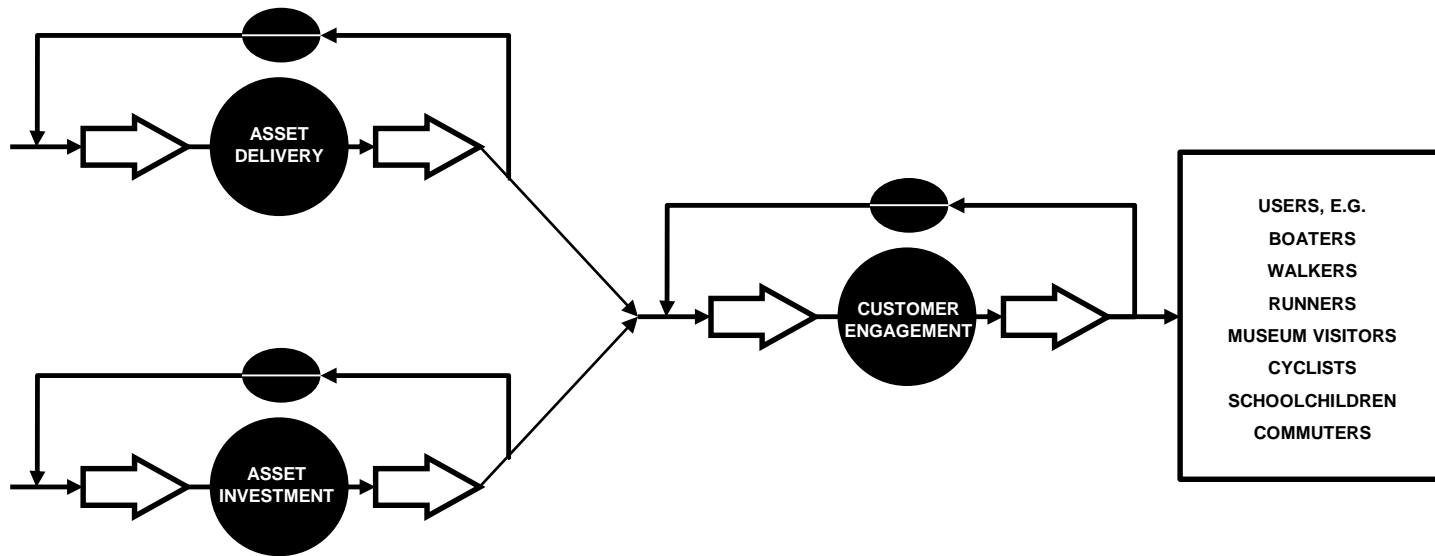 ASSET
DELIVERY
ASSET
INVESTMENT
CUSTOMER
ENGAGEMENT
USERS, E.G.
BOATERS
WALKERS
RUNNERS
MUSEUM VISITORS
CYCLISTS
SCHOOLCHILDREN
COMMUTERS